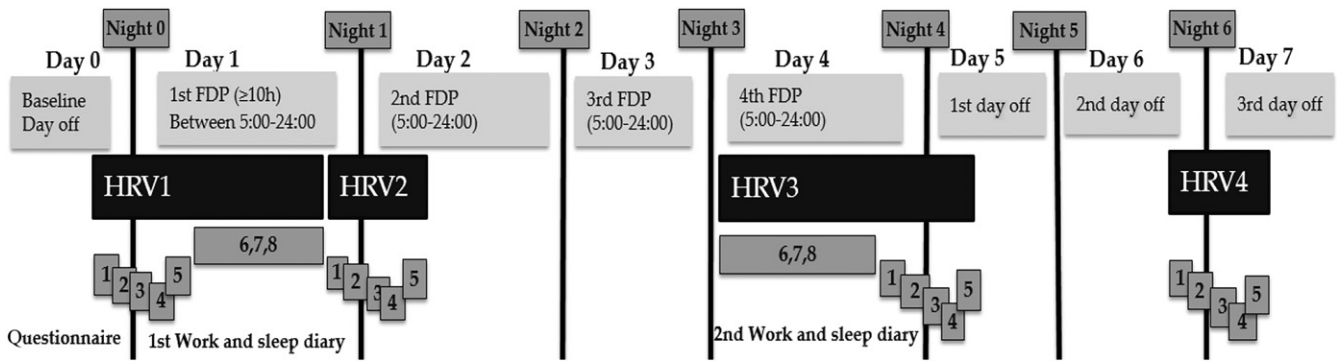 Night 0
Night 1
Night 2
Night 3
Night 4
Night 5
Night 6
Day 0
Day 1
Day 2
Day 3
Day 4
Day 5
Day 6
Day 7
Baseline
Day off
1st FDP (≥10h)
Between 5:00-24:00
2nd FDP
(5:00-24:00)
3rd FDP
(5:00-24:00)
4th FDP
(5:00-24:00)
1st day off
2nd day off
3rd day off
HRV1
HRV2
HRV3
HRV4
6,7,8
6,7,8
1
2
3
4
5
1
2
3
4
5
1
2
3
4
5
1
2
3
4
5
Questionnaire
1st Work and sleep diary
2nd Work and sleep diary